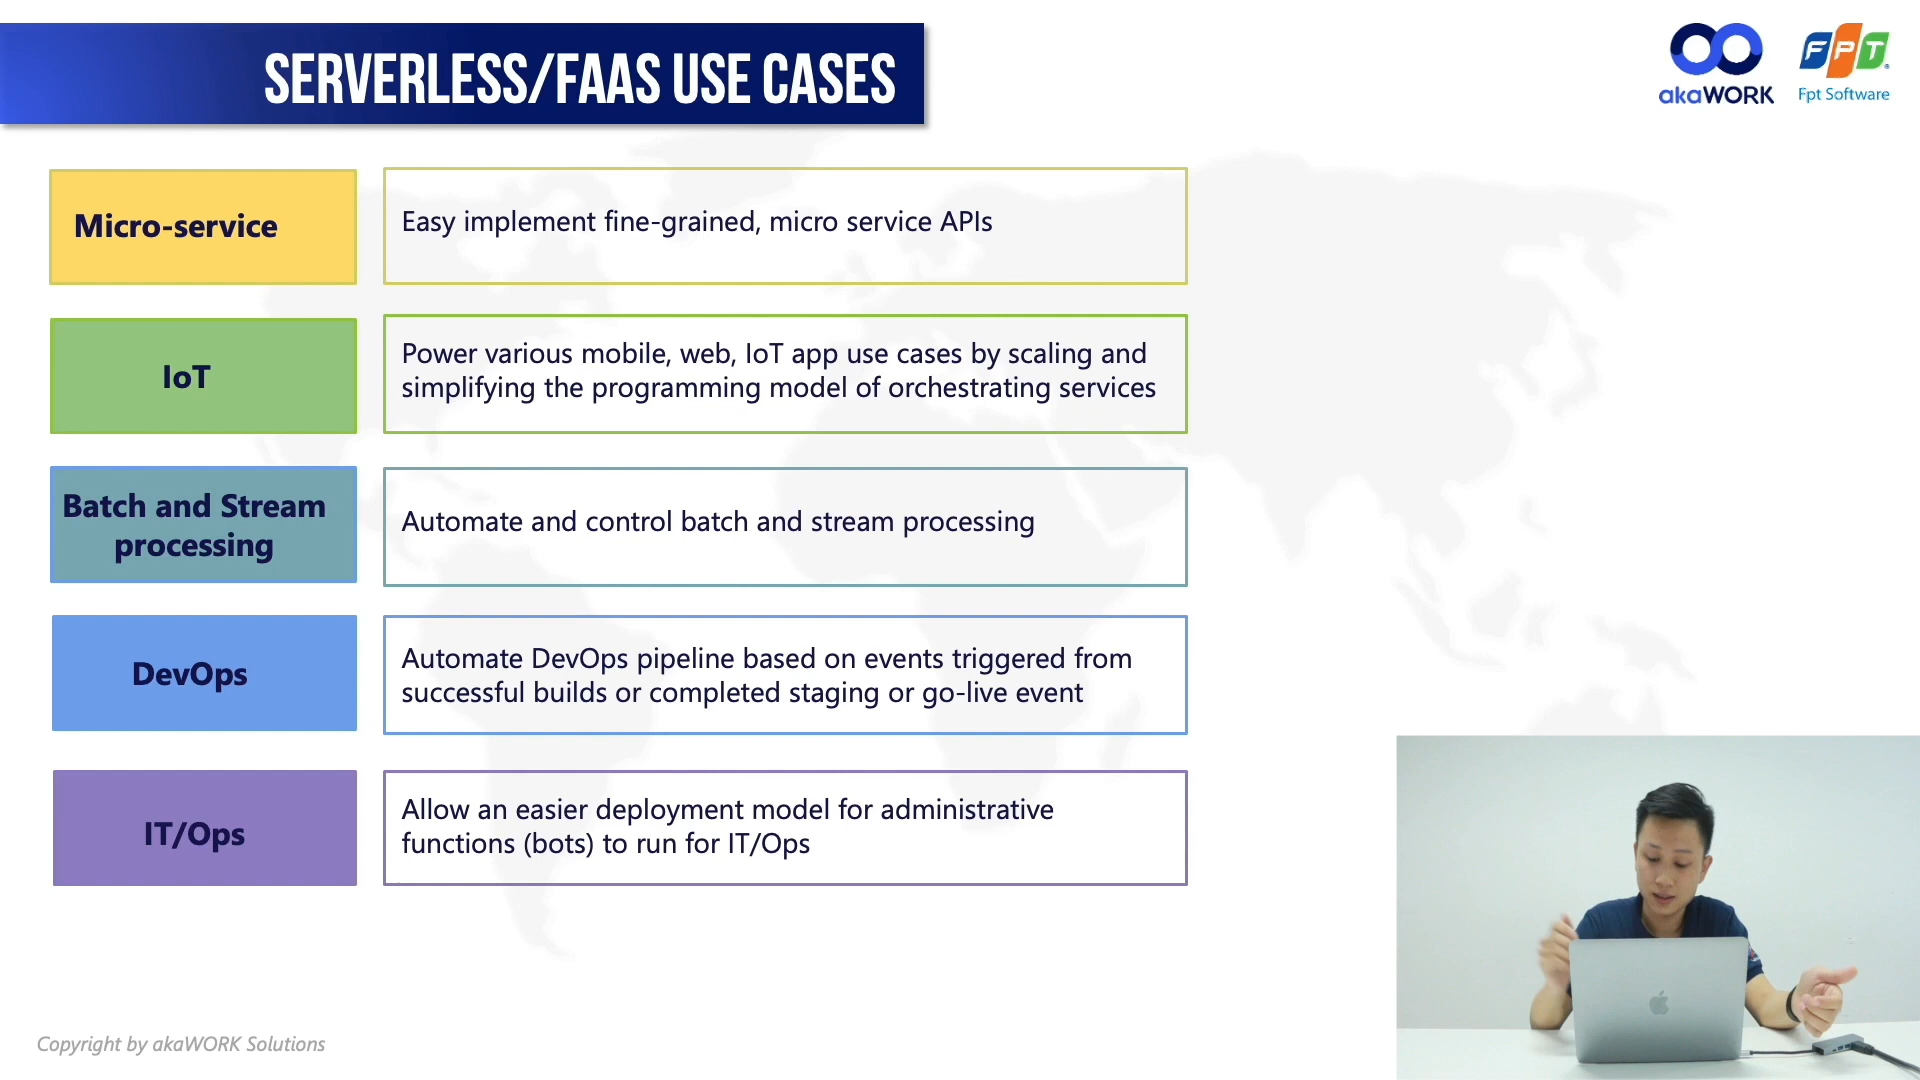 SERVERLESS/FAAS USE CASES
akaWORK
FPT
Fpt Software
Micro-service
Easy implement fine-grained, micro service APIs
IoT
Power various mobile, web, IoT app use cases by scaling and
simplifying the programming model of orchestrating services
Batch and Stream
processing
Automate and control batch and stream processing
DevOps
Automate DevOps pipeline based on events triggered from
successful builds or completed staging or go-live event
IT/Ops
Allow an easier deployment model for administrative
functions (bots) to run for IT/Ops
Copyright by akaWORK Solutions